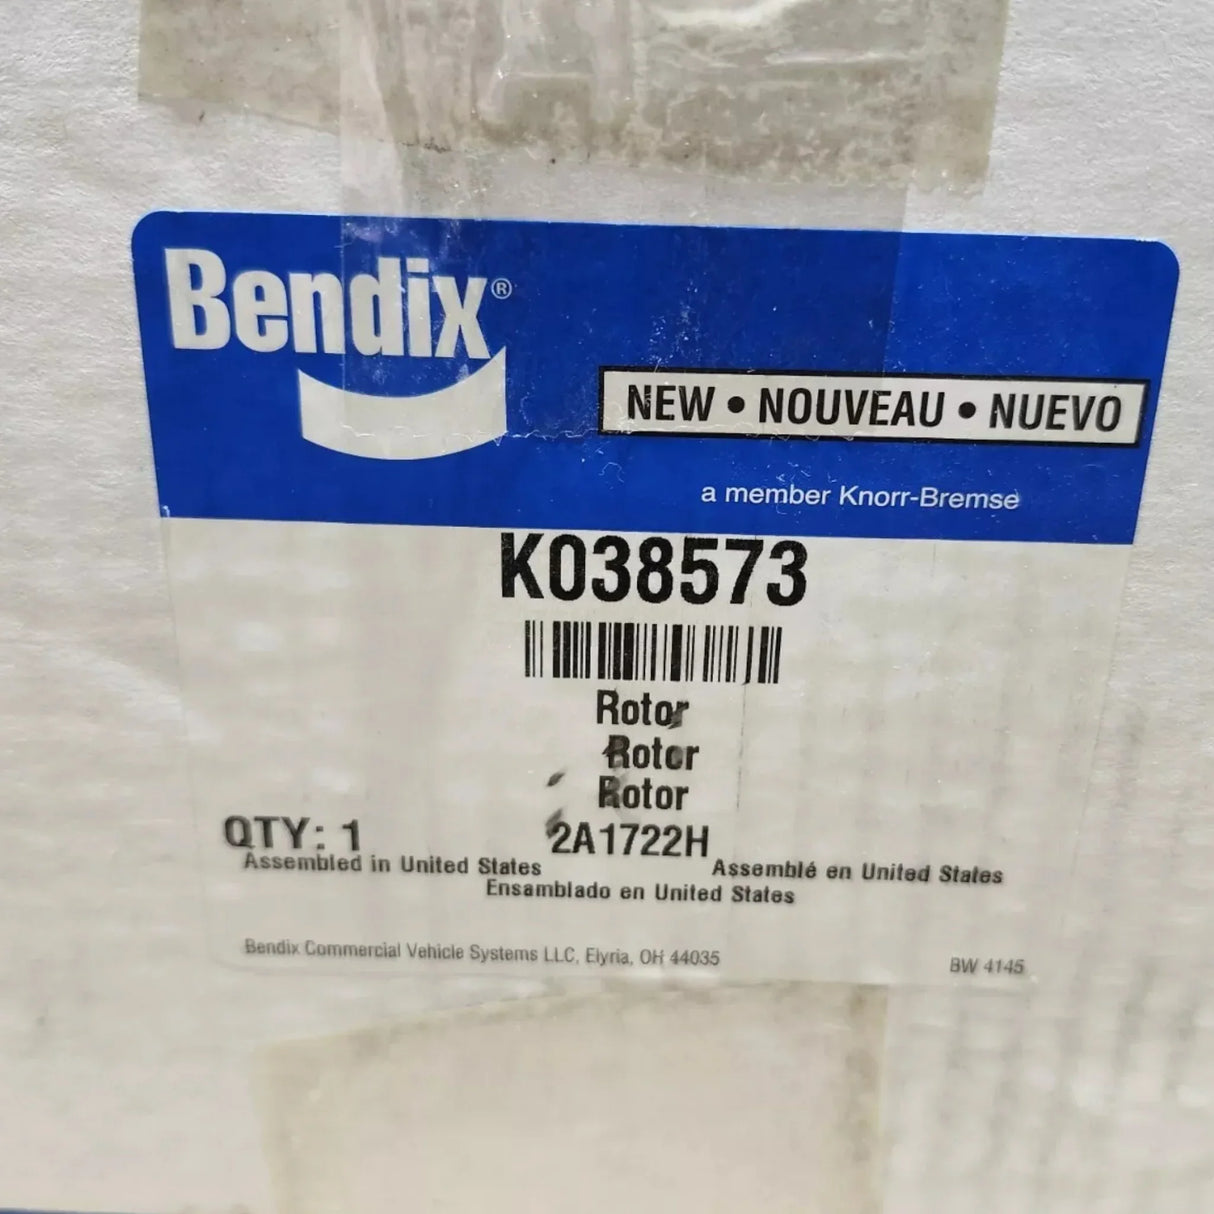 Bendix®
NEW • NOUVEAU • NUEVO
a member Knorr-Bremse
K038573
Rotor
Rotor
Rotor
QTY: 1 2A1722H
Assembled in United States Assemblé en United States
Ensamblado en United States
Bendix Commercial Vehicle Systems LLC, Elyria, OH 44035 BW 4145